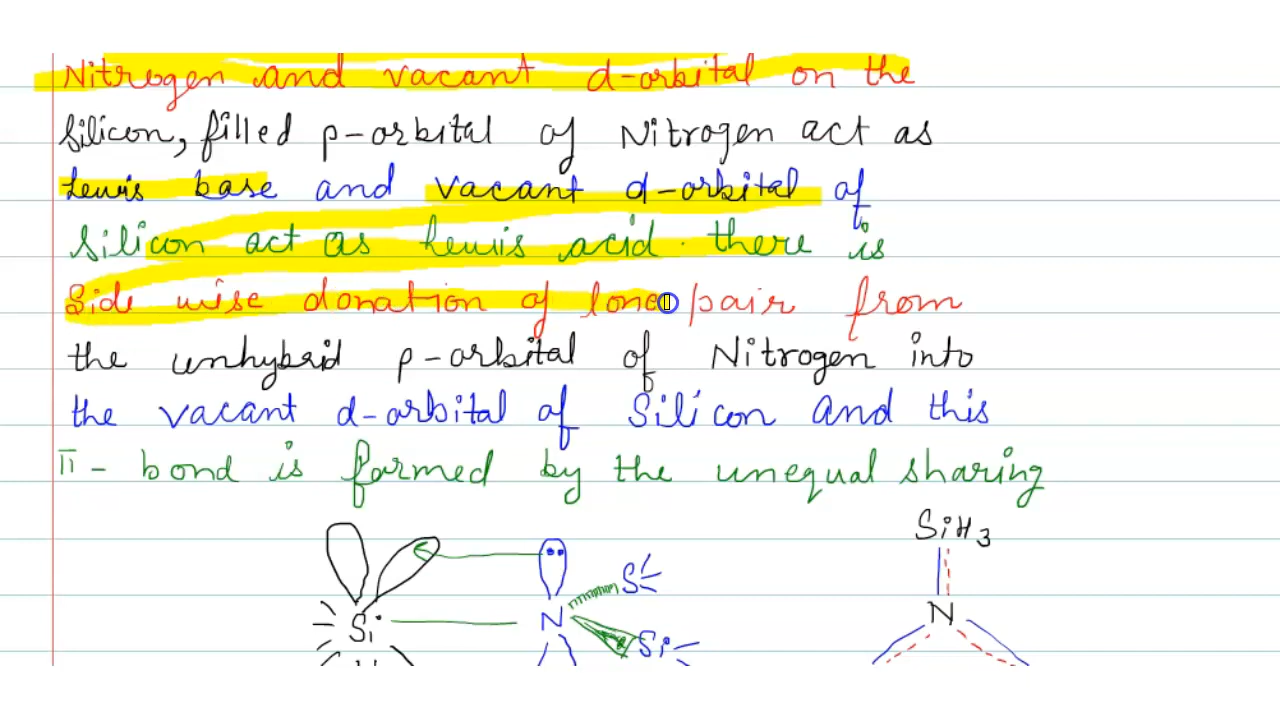 Nitrogen and vacant d-orbital on the
Silicon, filled p-orbital of Nitrogen act as
Lewis base and vacant d-orbital of
Silicon act as Lewis acid. there is
Side wise donation of lone pair from
the unhybrid p-orbital of Nitrogen into
the vacant d-orbital of Silicon and this
π - bond is formed by the unequal sharing
SiH3
Si
N
Si
Si
N